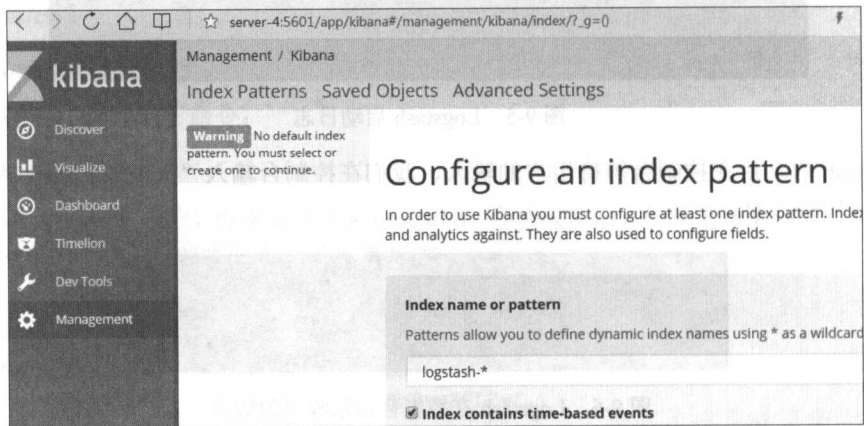 server-4:5601/app/kibana#/management/kibana/index/?_g=()
kibana
Discover
Visualize
Dashboard
Timelion
Dev Tools
Management
Management / Kibana
Index Patterns Saved Objects Advanced Settings
Warning No default index
pattern. You must select or
create one to continue.
Configure an index pattern
In order to use Kibana you must configure at least one index pattern. Index
and analytics against. They are also used to configure fields.
Index name or pattern
Patterns allow you to define dynamic index names using * as a wildcard
logstash-*
Index contains time-based events